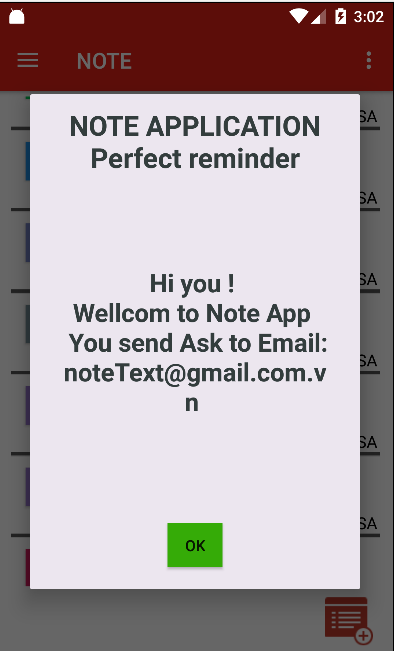 3:02
NOTE
NOTE APPLICATION
Perfect reminder
SA
SA
SA
Hi you !
Wellcom to Note App
You send Ask to Email:
noteText@gmail.com.v
n
SA
SA
SA
OK